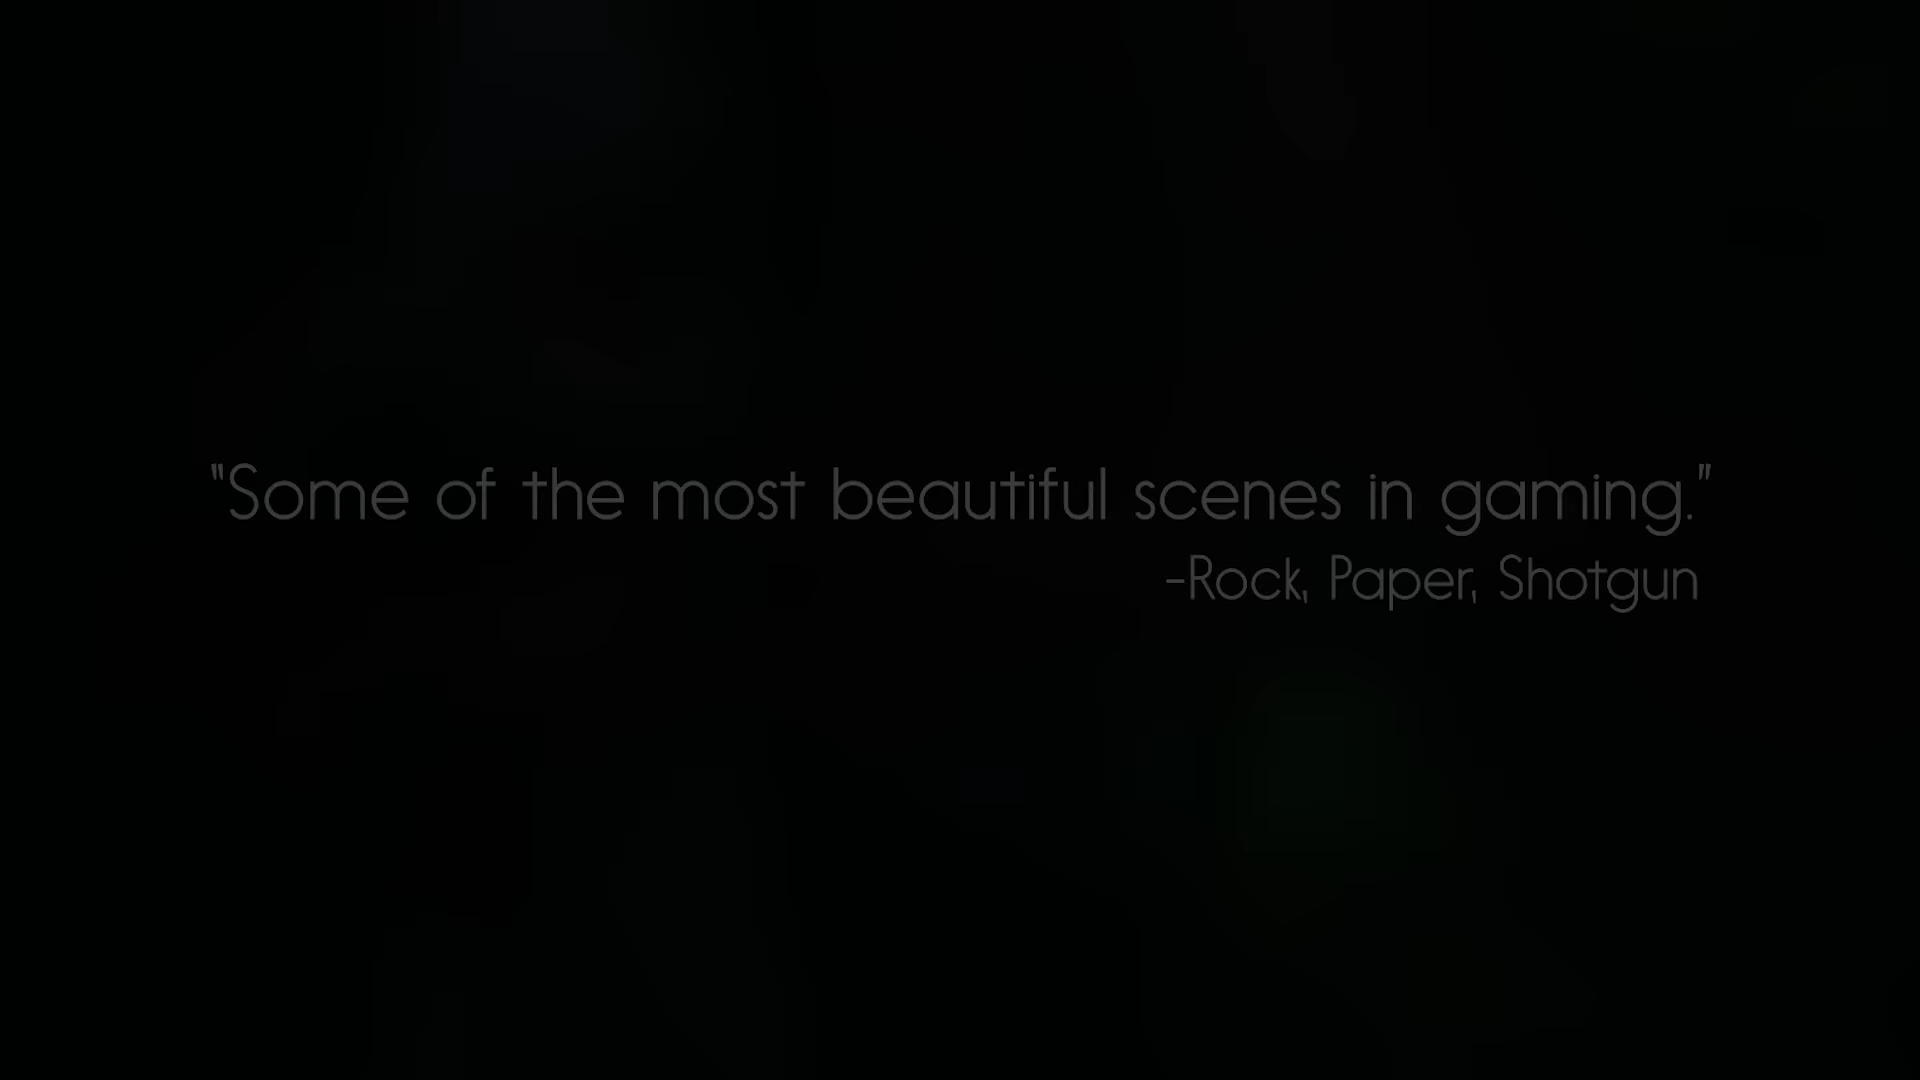 "Some of the most beautiful scenes in gaming."
-Rock, Paper, Shotgun